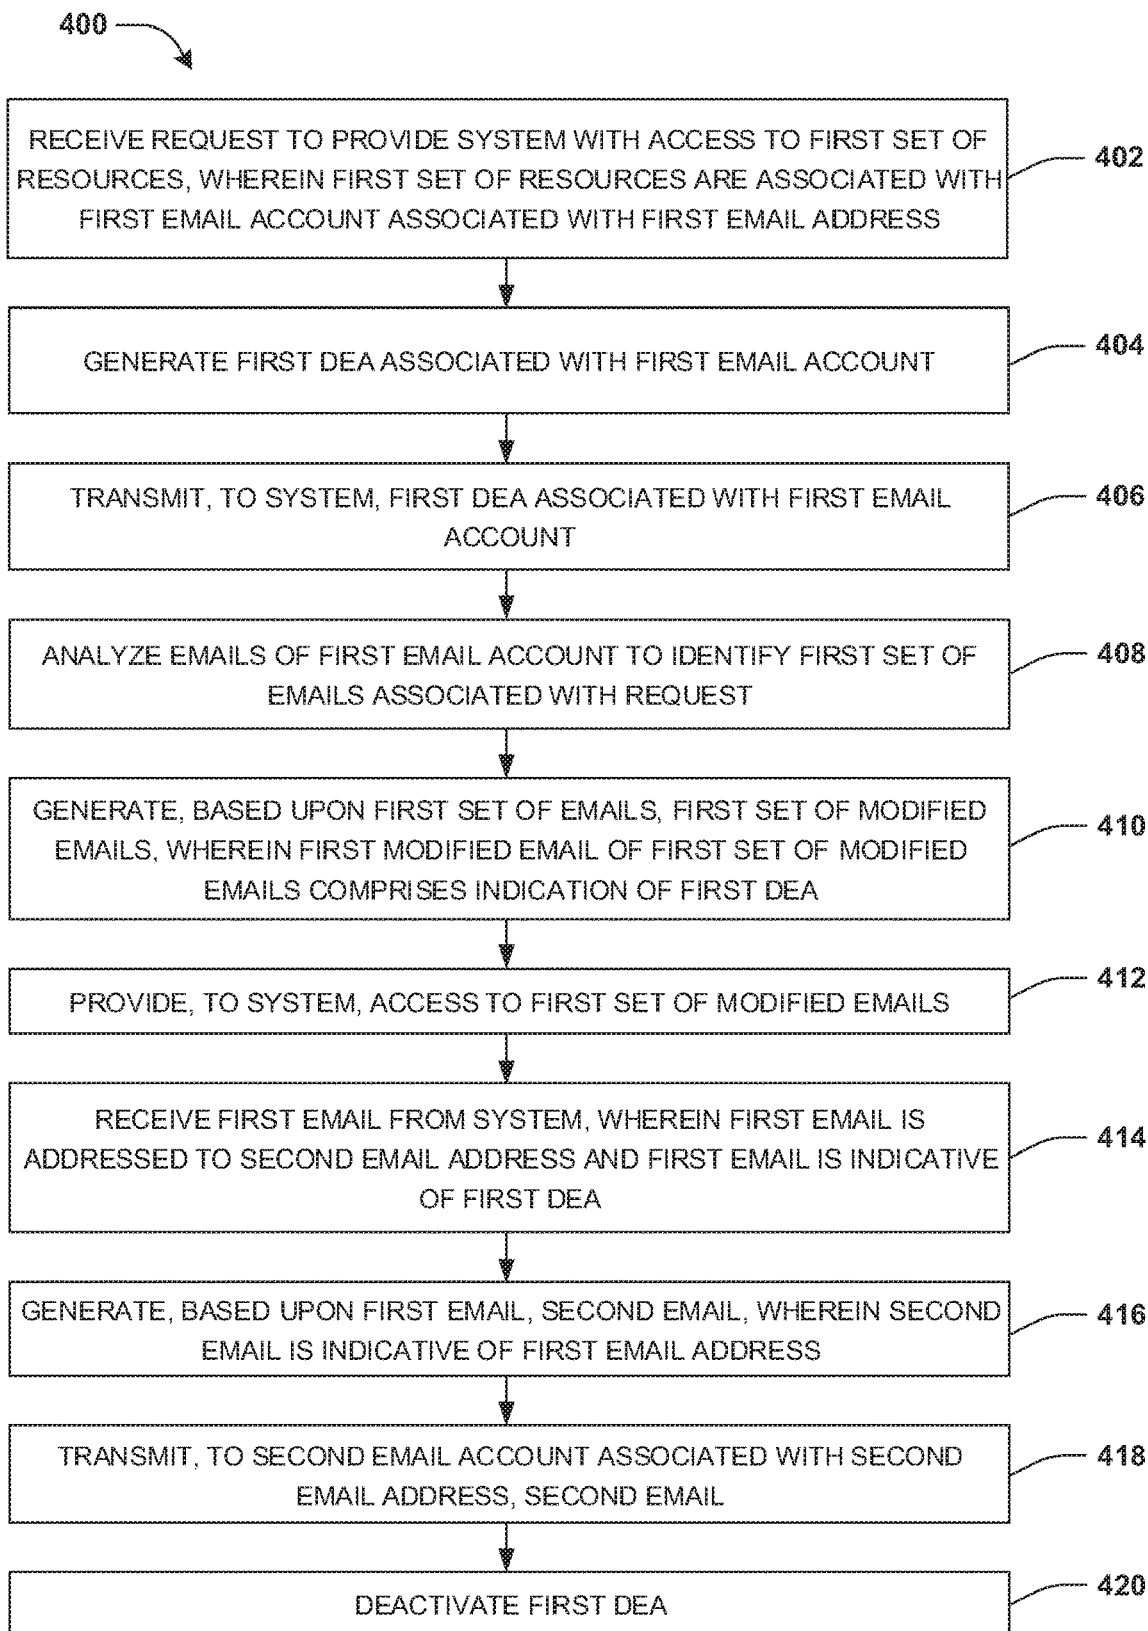 400
RECEIVE REQUEST TO PROVIDE SYSTEM WITH ACCESS TO FIRST SET OF
RESOURCES, WHEREIN FIRST SET OF RESOURCES ARE ASSOCIATED WITH
FIRST EMAIL ACCOUNT ASSOCIATED WITH FIRST EMAIL ADDRESS
402
GENERATE FIRST DEA ASSOCIATED WITH FIRST EMAIL ACCOUNT
404
TRANSMIT, TO SYSTEM, FIRST DEA ASSOCIATED WITH FIRST EMAIL
ACCOUNT
406
ANALYZE EMAILS OF FIRST EMAIL ACCOUNT TO IDENTIFY FIRST SET OF
EMAILS ASSOCIATED WITH REQUEST
408
GENERATE, BASED UPON FIRST SET OF EMAILS, FIRST SET OF MODIFIED
EMAILS, WHEREIN FIRST MODIFIED EMAIL OF FIRST SET OF MODIFIED
EMAILS COMPRISES INDICATION OF FIRST DEA
410
PROVIDE, TO SYSTEM, ACCESS TO FIRST SET OF MODIFIED EMAILS
412
RECEIVE FIRST EMAIL FROM SYSTEM, WHEREIN FIRST EMAIL IS
ADDRESSED TO SECOND EMAIL ADDRESS AND FIRST EMAIL IS INDICATIVE
OF FIRST DEA
414
GENERATE, BASED UPON FIRST EMAIL, SECOND EMAIL, WHEREIN SECOND
EMAIL IS INDICATIVE OF FIRST EMAIL ADDRESS
416
TRANSMIT, TO SECOND EMAIL ACCOUNT ASSOCIATED WITH SECOND
EMAIL ADDRESS, SECOND EMAIL
418
DEACTIVATE FIRST DEA
420